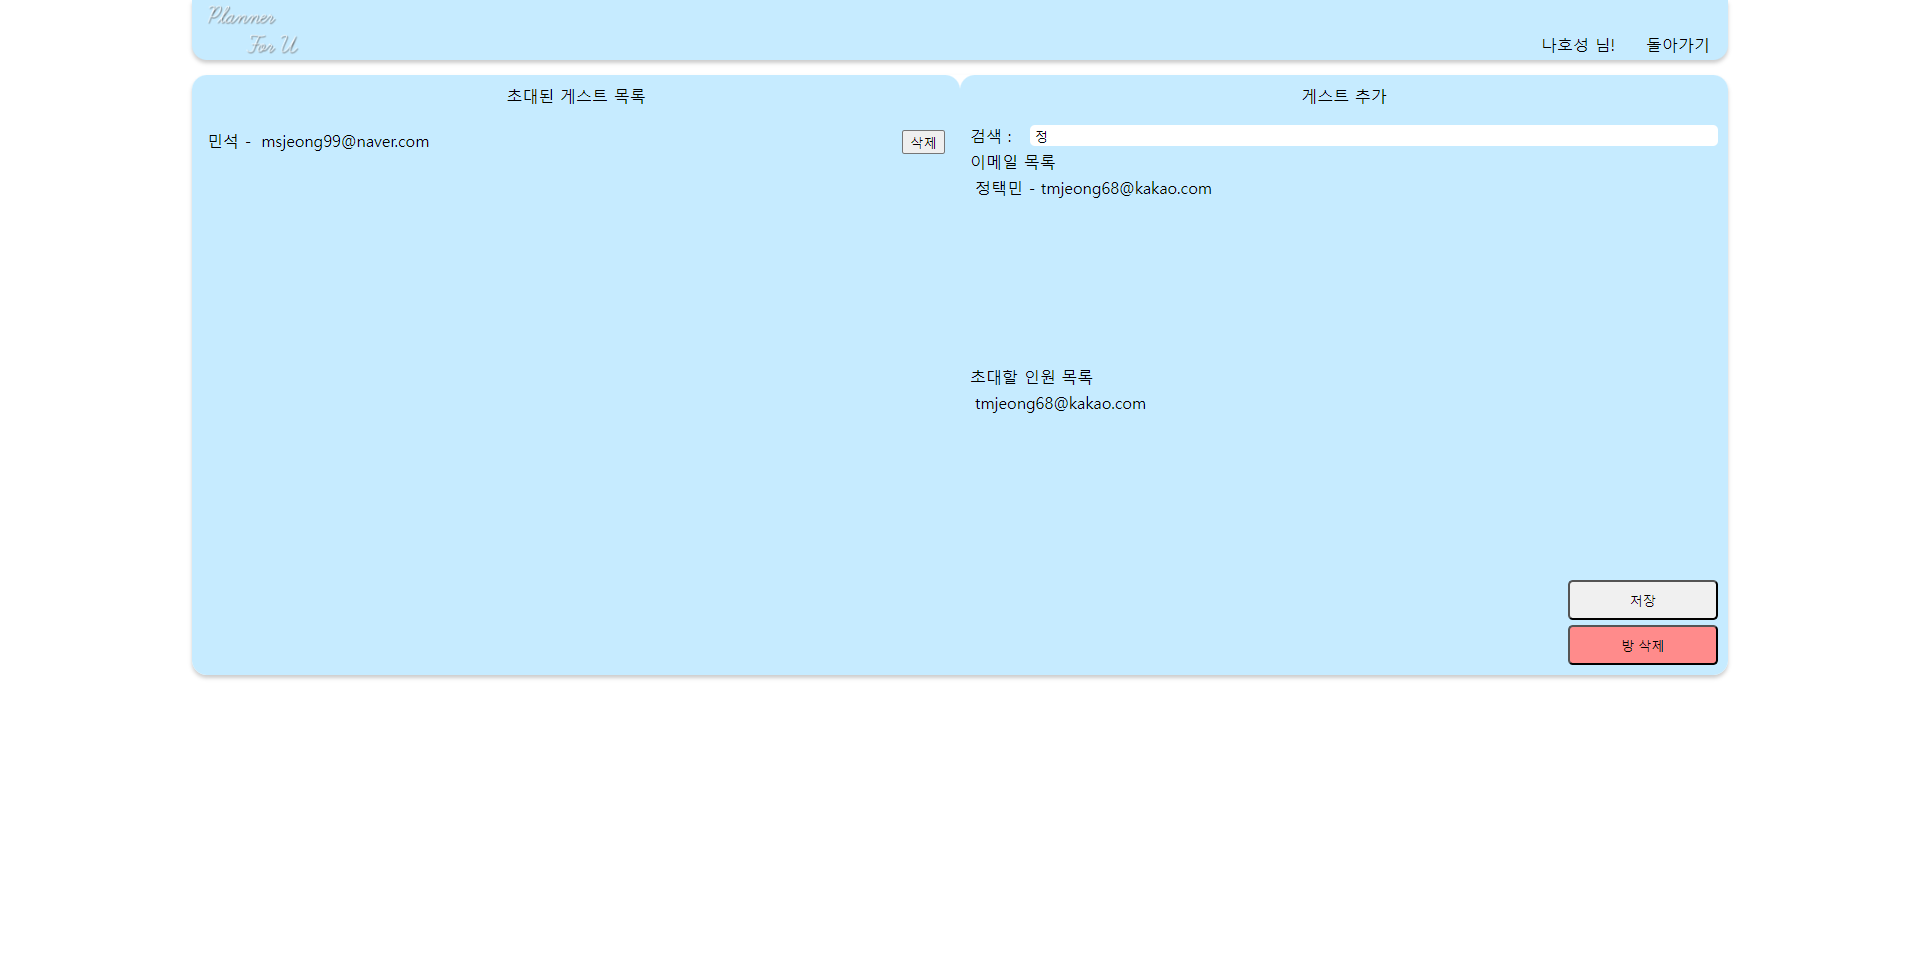 Planner
For U
나호성 님! 돌아가기
초대된 게스트 목록
민석 - msjeong99@naver.com 삭제
게스트 추가
검색 : 정
이메일 목록
정택민 - tmjeong68@kakao.com
초대할 인원 목록
tmjeong68@kakao.com
저장
방 삭제